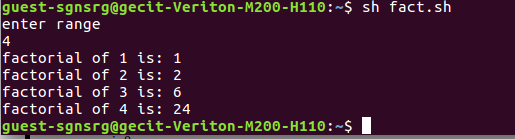 guest-sgnsrg@gecit-Veriton-M200-H110:~$ sh fact.sh
enter range
4
factorial of 1 is: 1
factorial of 2 is: 2
factorial of 3 is: 6
factorial of 4 is: 24
guest-sgnsrg@gecit-Veriton-M200-H110:~$